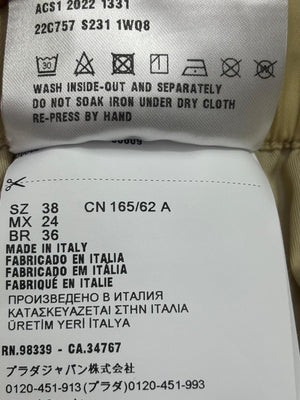 ACS1 2022 1331
22C757 S231 1WQ8
30
WASH INSIDE-OUT AND SEPARATELY
DO NOT SOAK IRON UNDER DRY CLOTH
RE-PRESS BY HAND
SZ 38 CN 165/62 A
MX 24
BR 36
MADE IN ITALY
FABRICADO EN ITALIA
FABRICADO EM ITÁLIA
FABRIQUÉ EN ITALIE
ПРОИЗВЕДЕНО В ИТАЛИЯ
ΚΑΤΑΣΚΕΥΑΖΕΤΑΙ ΣΤΗΝ ΙΤΑΛΙΑ
ÜRETİM YERİ İTALYA
RN.98339 - CA.34767
プラダジャパン株式会社
0120-451-913 (プラダ) 0120-451-993